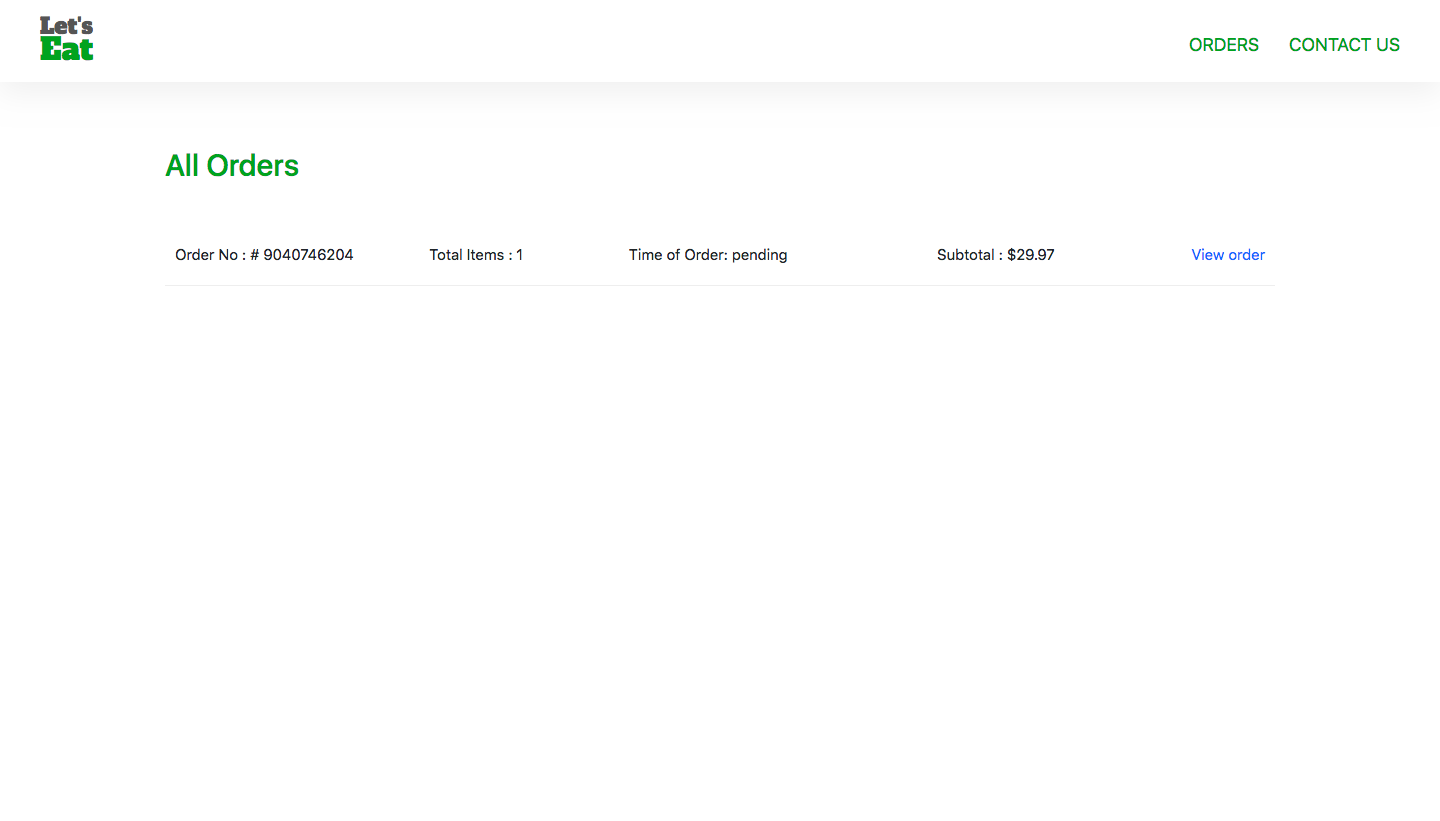 Let's
Eat
ORDERS CONTACT US
All Orders
Order No : # 9040746204 Total Items : 1 Time of Order: pending Subtotal : $29.97 View order